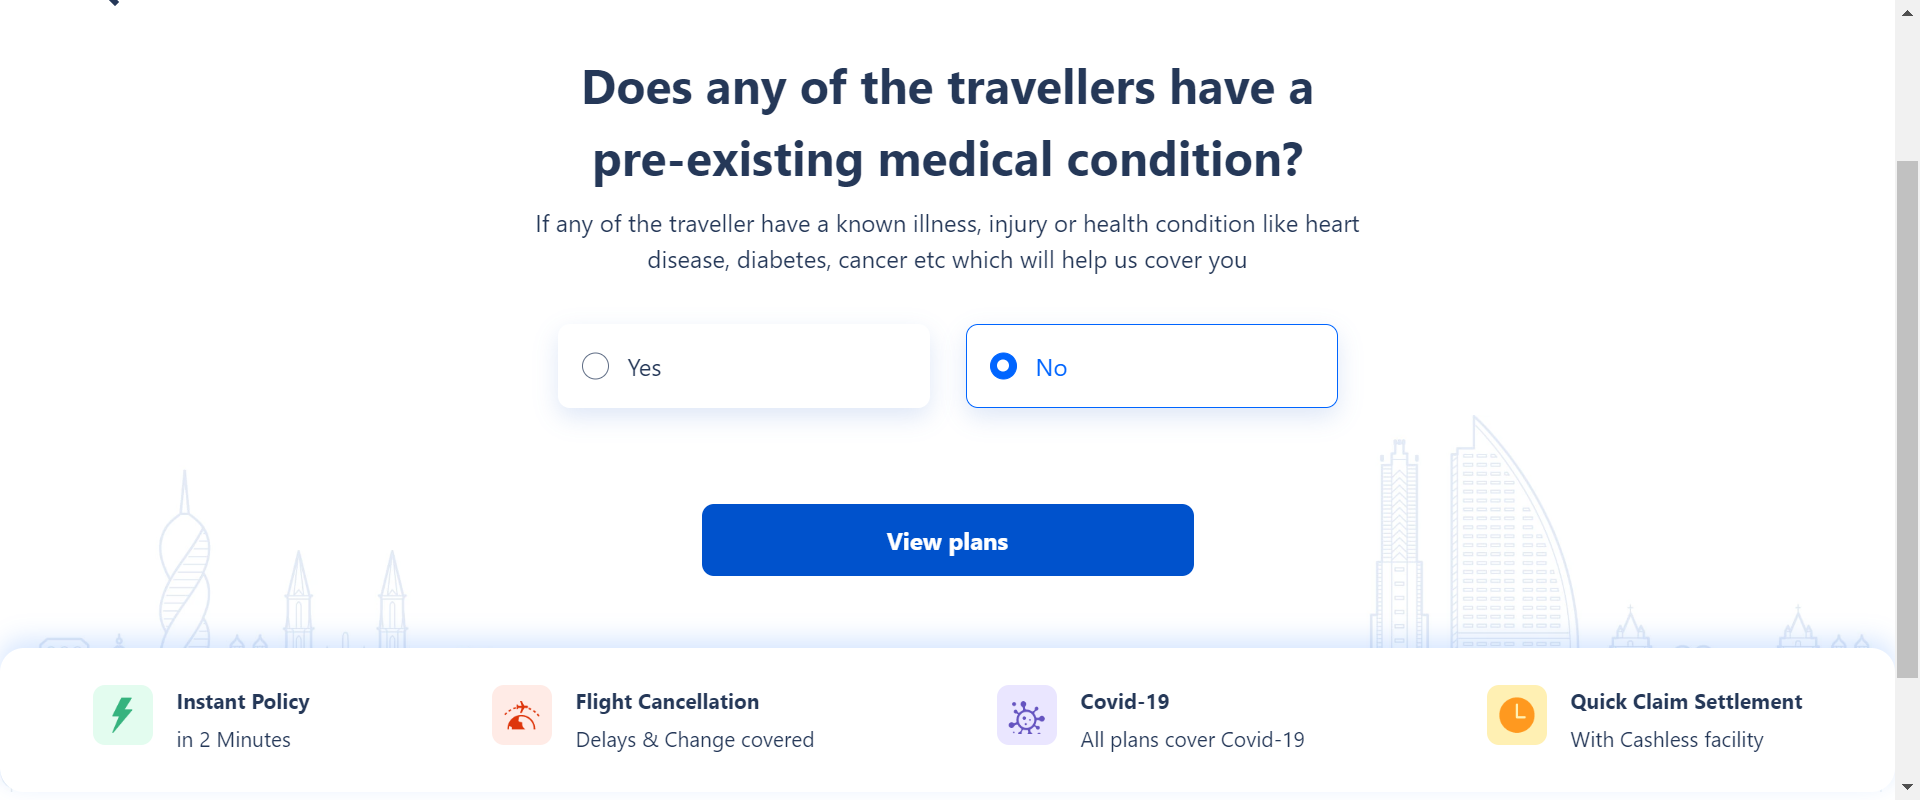 Does any of the travellers have a
pre-existing medical condition?
If any of the traveller have a known illness, injury or health condition like heart
disease, diabetes, cancer etc which will help us cover you
Yes
No
View plans
Instant Policy
in 2 Minutes
Flight Cancellation
Delays & Change covered
Covid-19
All plans cover Covid-19
Quick Claim Settlement
With Cashless facility